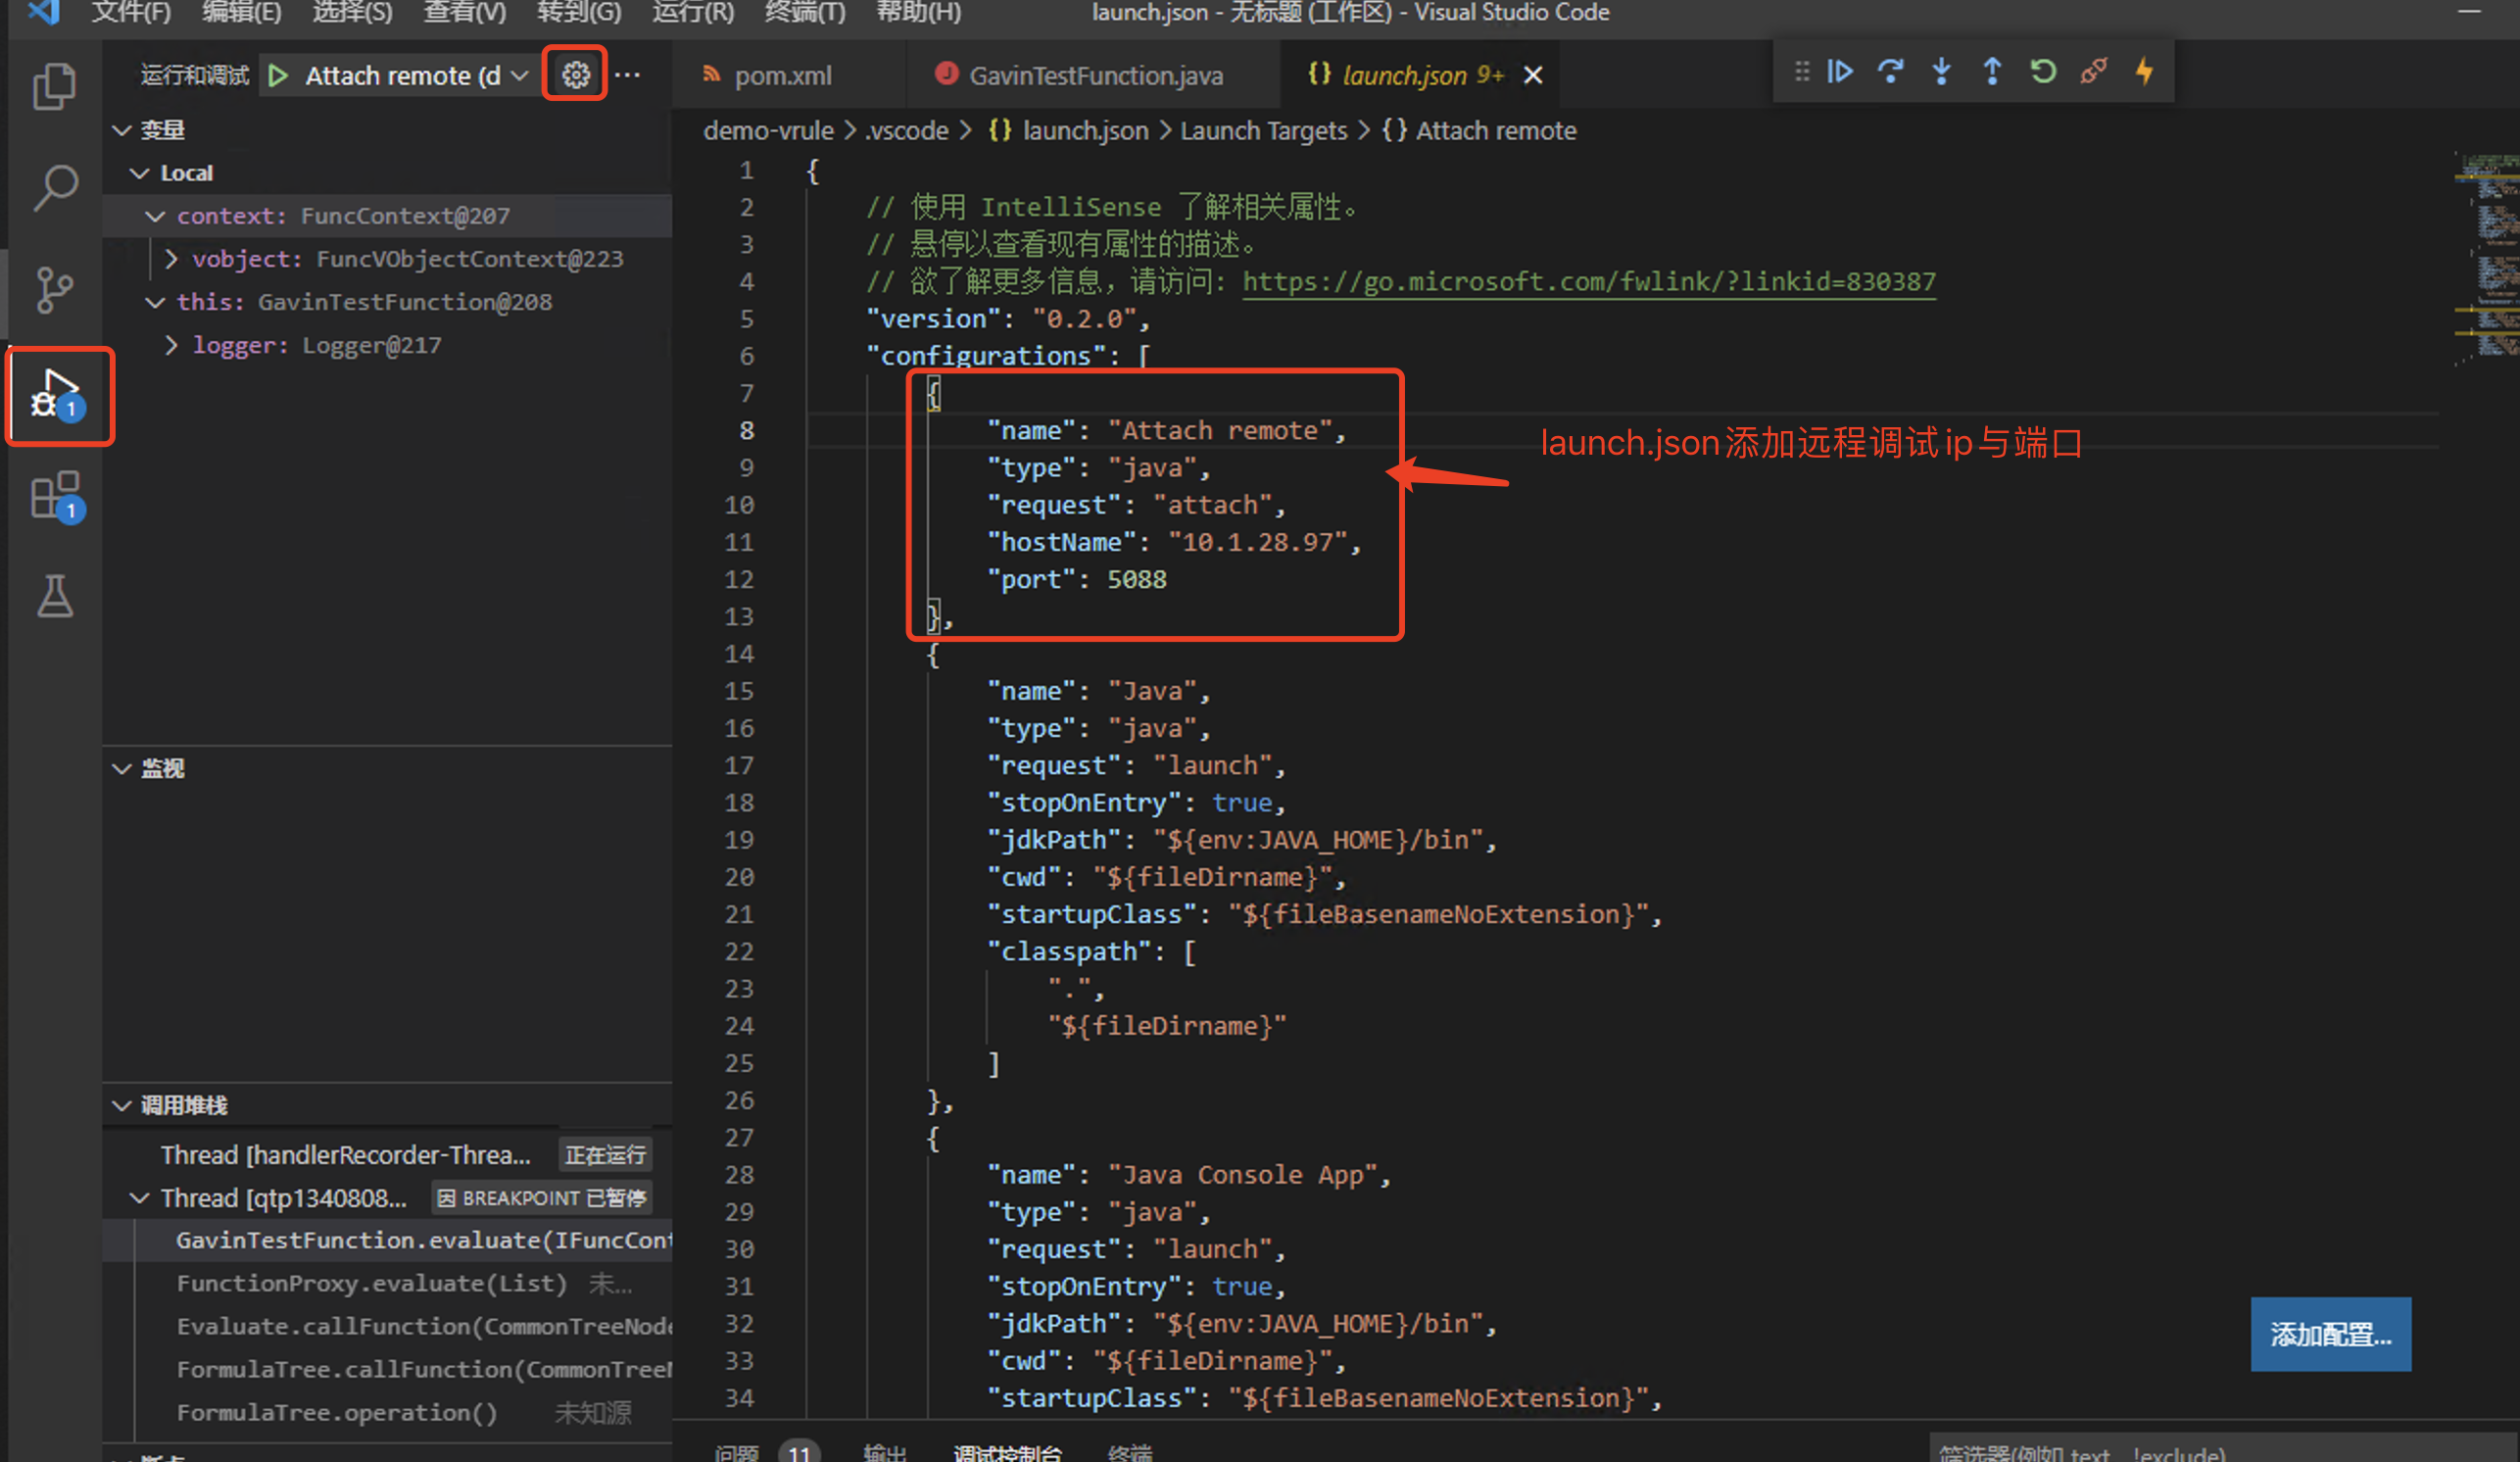 文件(F) 编辑(E) 选择(S) 查看(V) 转到(G) 运行(R) 终端(T) 帮助(H) launch.json - 无标题 (工作区) - Visual Studio Code
运行和调试 Attach remote (d
变量
Local
context: FuncContext@207
vobject: FuncVObjectContext@223
this: GavinTestFunction@208
logger: Logger@217
1
1
监视
调用堆栈
Thread [handlerRecorder-Threa... 正在运行
Thread [qtp1340808... 因 BREAKPOINT 已暂停
GavinTestFunction.evaluate(IFuncCont
FunctionProxy.evaluate(List) 未...
Evaluate.callFunction(CommonTreeNode
FormulaTree.callFunction(CommonTree
FormulaTree.operation() 未知源
断点
pom.xml GavinTestFunction.java {} launch.json 9+
demo-vrule > .vscode > {} launch.json > Launch Targets > {} Attach remote
1 {
2 // 使用 IntelliSense 了解相关属性。
3 // 悬停以查看现有属性的描述。
4 // 欲了解更多信息，请访问: https://go.microsoft.com/fwlink/?linkid=830387
5 "version": "0.2.0",
6 "configurations": [
7 {
8 "name": "Attach remote",
9 "type": "java",
10 "request": "attach",
11 "hostName": "10.1.28.97",
12 "port": 5088
13 },
14 {
15 "name": "Java",
16 "type": "java",
17 "request": "launch",
18 "stopOnEntry": true,
19 "jdkPath": "${env:JAVA_HOME}/bin",
20 "cwd": "${fileDirname}",
21 "startupClass": "${fileBasenameNoExtension}",
22 "classpath": [
23 ".",
24 "${fileDirname}"
25 ]
26 },
27 {
28 "name": "Java Console App",
29 "type": "java",
30 "request": "launch",
31 "stopOnEntry": true,
32 "jdkPath": "${env:JAVA_HOME}/bin",
33 "cwd": "${fileDirname}",
34 "startupClass": "${fileBasenameNoExtension}",
launch.json添加远程调试ip与端口
添加配置...
问题 11 输出 调试控制台 终端 筛选器(例如 text、!exclude)